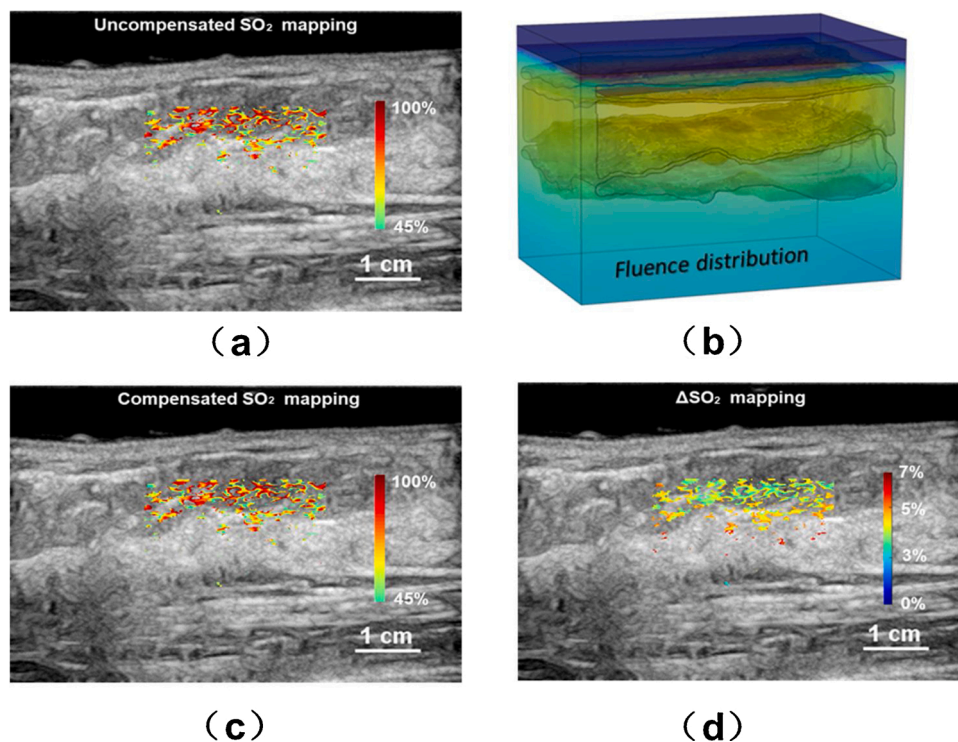 Uncompensated SO₂ mapping
100%
45%
1 cm
(a)
Fluence distribution
(b)
Compensated SO₂ mapping
100%
45%
1 cm
(c)
ΔSO₂ mapping
7%
5%
3%
0%
1 cm
(d)